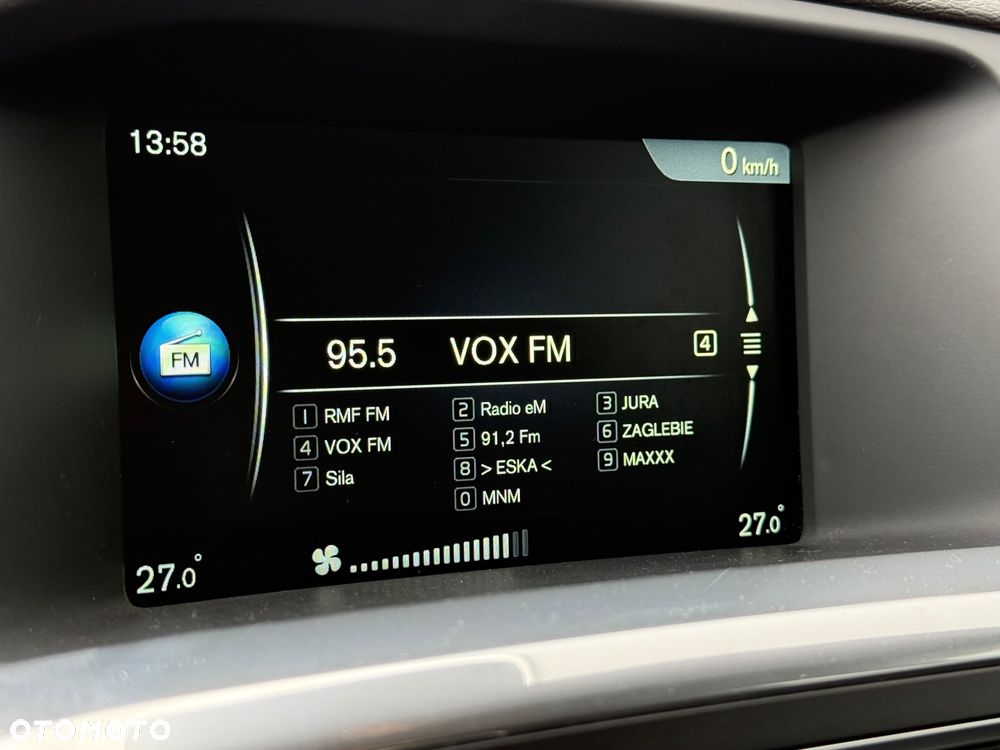 13:58
0 km/h
FM
95.5 VOX FM 4
1 RMF FM 2 Radio eM 3 JURA
4 VOX FM 5 91,2 Fm 6 ZAGLEBIE
7 Sila 8 > ESKA < 9 MAXXX
0 MNM
27.0° 27.0°
OTOMOTO